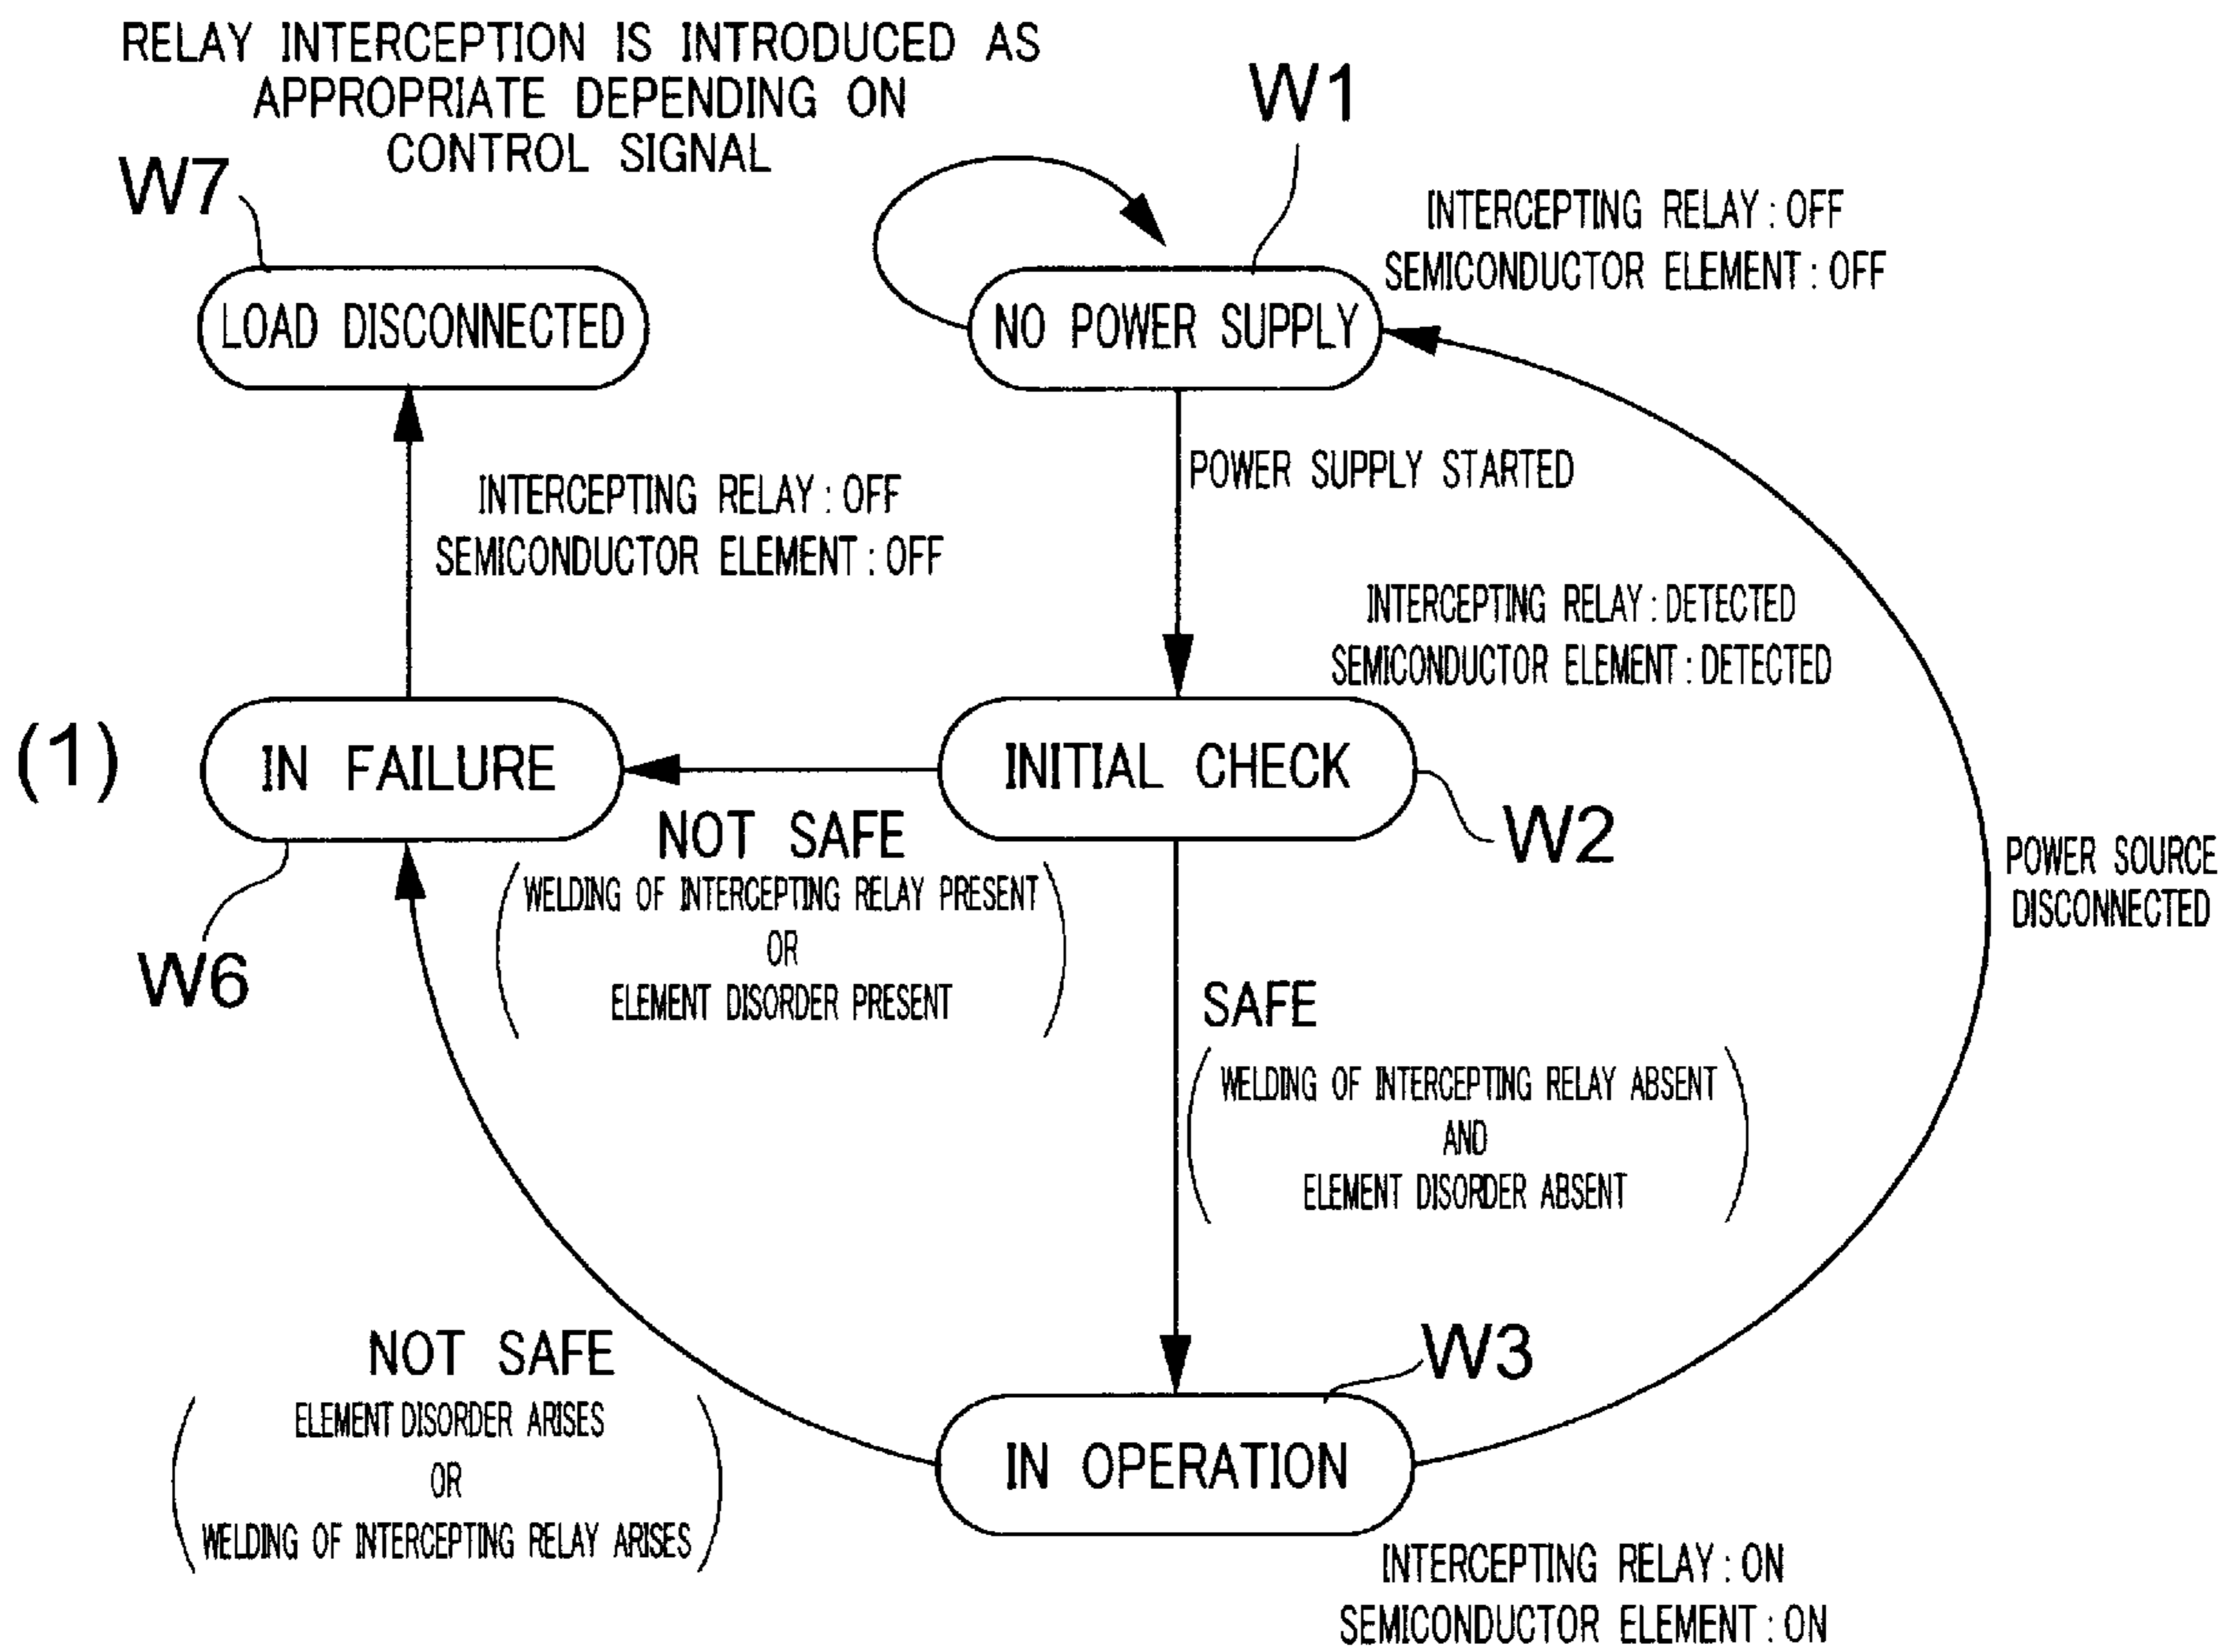 RELAY INTERCEPTION IS INTRODUCED AS
APPROPRIATE DEPENDING ON
CONTROL SIGNAL
W1
W7
INTERCEPTING RELAY : OFF
SEMICONDUCTOR ELEMENT : OFF
LOAD DISCONNECTED
NO POWER SUPPLY
POWER SUPPLY STARTED
INTERCEPTING RELAY : OFF
SEMICONDUCTOR ELEMENT : OFF
INTERCEPTING RELAY : DETECTED
SEMICONDUCTOR ELEMENT : DETECTED
(1)
IN FAILURE
INITIAL CHECK
W2
NOT SAFE
WELDING OF INTERCEPTING RELAY PRESENT
OR
ELEMENT DISORDER PRESENT
POWER SOURCE
DISCONNECTED
W6
SAFE
WELDING OF INTERCEPTING RELAY ABSENT
AND
ELEMENT DISORDER ABSENT
W3
NOT SAFE
ELEMENT DISORDER ARISES
OR
WELDING OF INTERCEPTING RELAY ARISES
IN OPERATION
INTERCEPTING RELAY : ON
SEMICONDUCTOR ELEMENT : ON